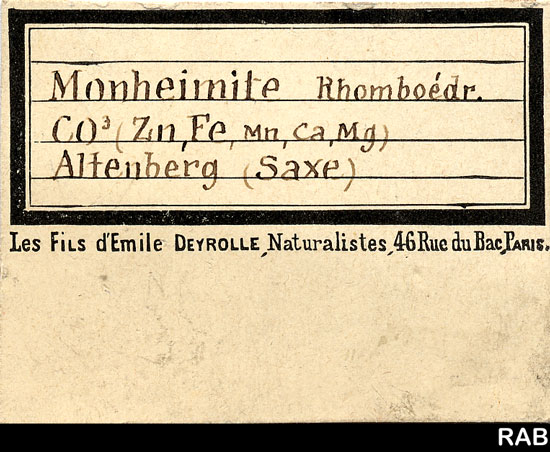 Monheimite Rhomboédr.
CO³ (Zn, Fe, Mn, Ca, Mg)
Altenberg (Saxe)
Les Fils d'Emile DEYROLLE, Naturalistes, 46 Rue du Bac, PARIS.
RAB